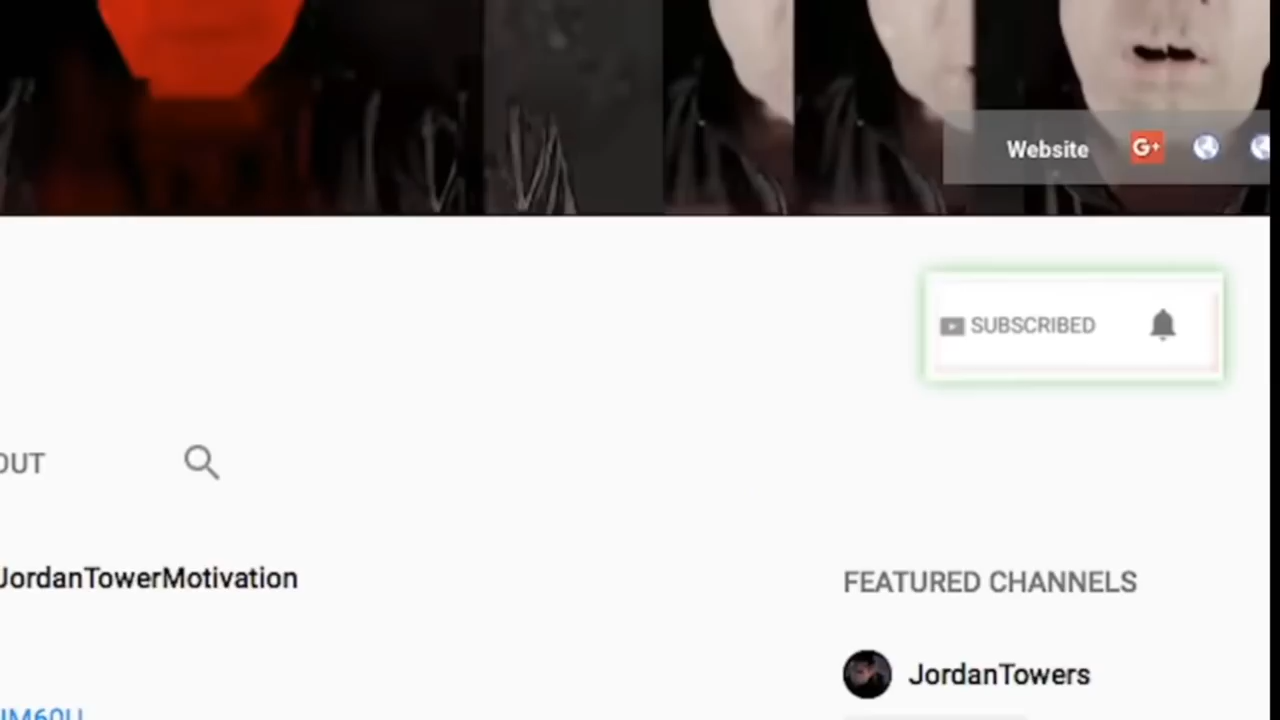 Website G+
SUBSCRIBED
OUT
JordanTowerMotivation
FEATURED CHANNELS
JordanTowers